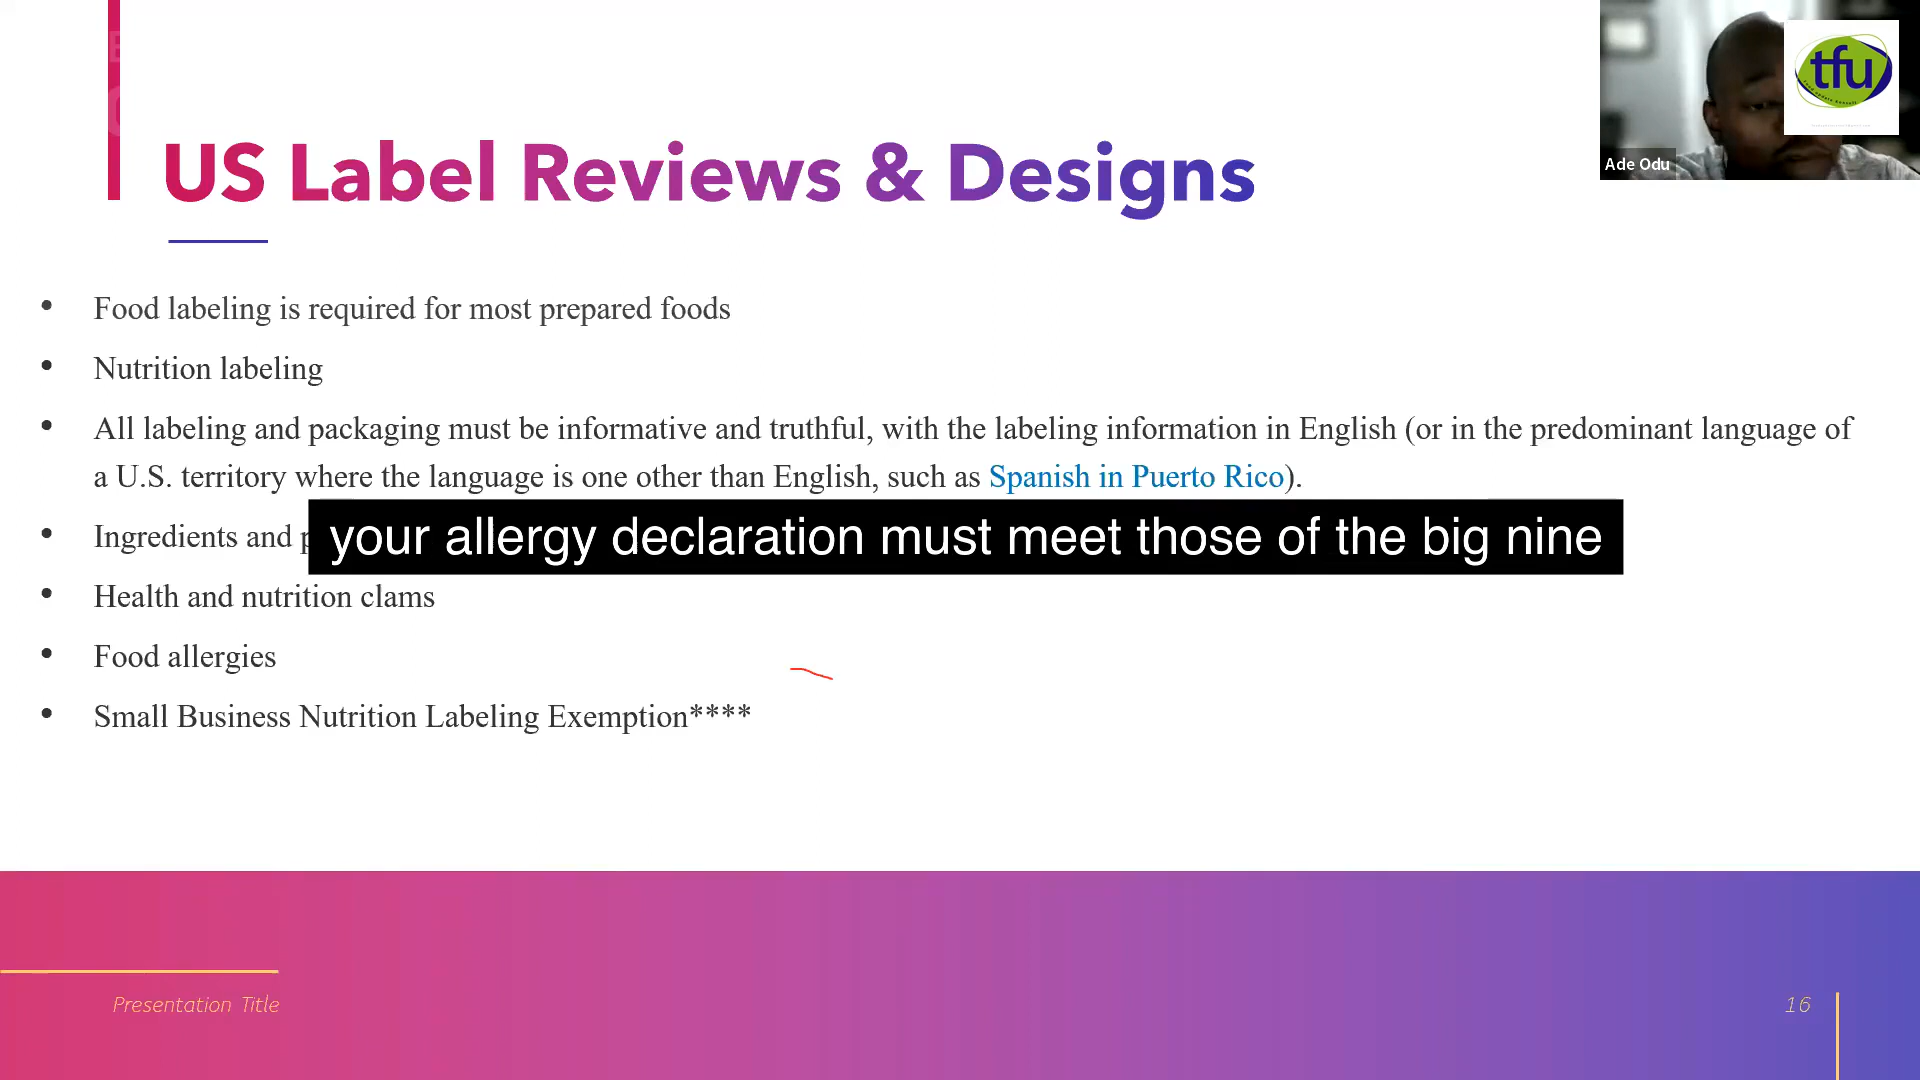 US Label Reviews & Designs
tfu
Ade Odu
• Food labeling is required for most prepared foods
• Nutrition labeling
• All labeling and packaging must be informative and truthful, with the labeling information in English (or in the predominant language of
a U.S. territory where the language is one other than English, such as Spanish in Puerto Rico).
• Ingredients and
your allergy declaration must meet those of the big nine
• Health and nutrition clams
• Food allergies
• Small Business Nutrition Labeling Exemption****
Presentation Title
16